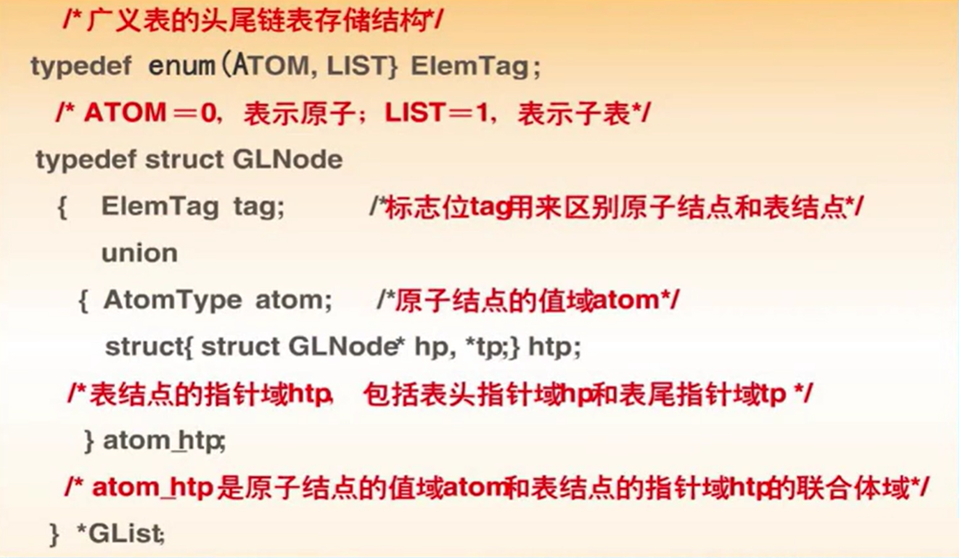 /*广义表的头尾链表存储结构*/
typedef enum(ATOM, LIST} ElemTag;
/* ATOM=0，表示原子；LIST=1，表示子表*/
typedef struct GLNode
{ ElemTag tag; /*标志位tag用来区别原子结点和表结点*/
union
{ AtomType atom; /*原子结点的值域atom*/
struct{ struct GLNode* hp, *tp;} htp;
/*表结点的指针域htp，包括表头指针域hp和表尾指针域tp */
} atom_htp;
/* atom_htp是原子结点的值域atom和表结点的指针域htp的联合体域*/
} *GList;